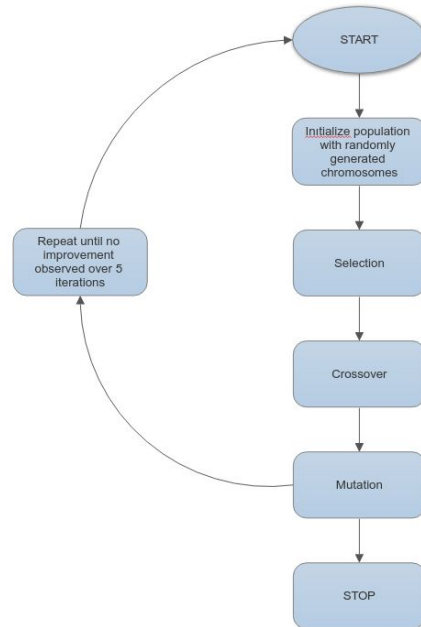 START
Initialize population
with randomly
generated
chromosomes
Repeat until no
improvement
observed over 5
iterations
Selection
Crossover
Mutation
STOP